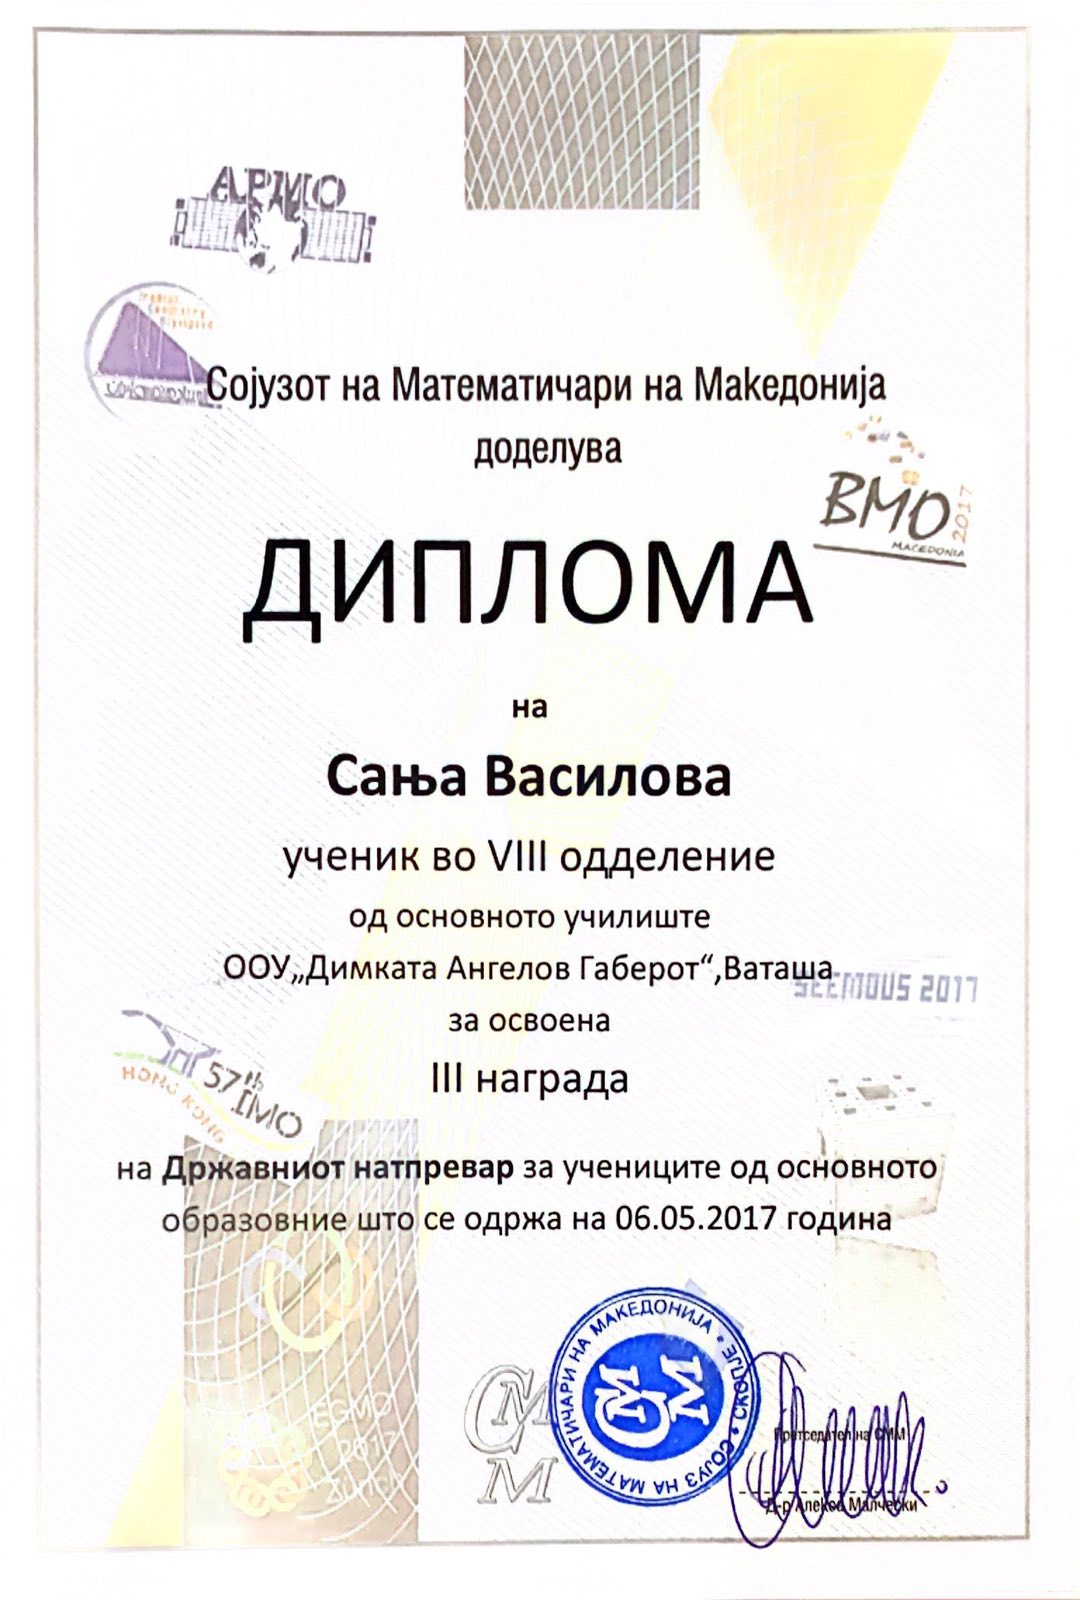 АРМО
Сојузот на Математичари на Македонија
доделува
BMO
2017
MACEDONIA
ДИПЛОМА
на
Сања Василова
ученик во VIII одделение
од основното училиште
ООУ„Димката Ангелов Габерот“,Ваташа
SEEMOUS 2017
за освоена
57th
IMO
HONG KONG
III награда
на Државниот натпревар за учениците од основното
образовние што се одржа на 06.05.2017 година
СОЈУЗ НА МАТЕМАТИЧАРИ НА МАКЕДОНИЈА • СКОПЈЕ •
СММ
СММ
EGMO
2017
Zürich
Претседател на СММ
Д-р Алекса Малчески